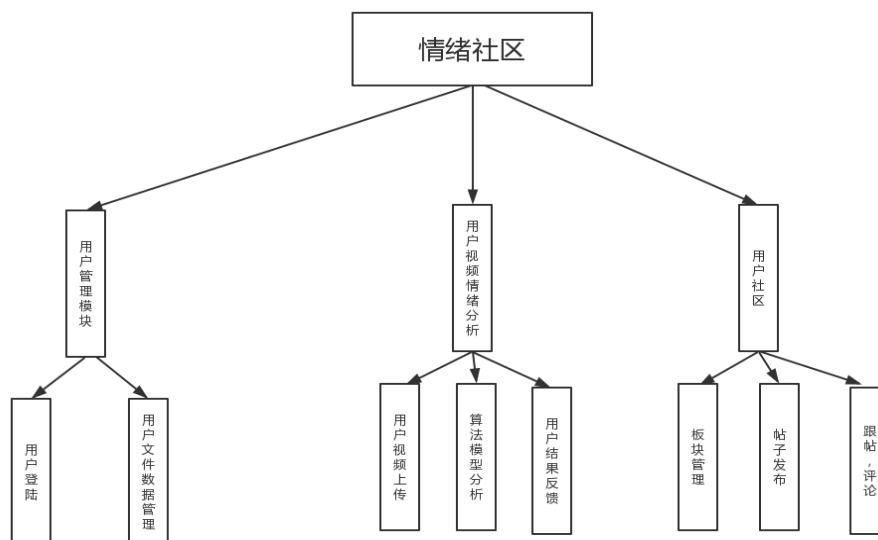 情绪社区
用户管理模块
用户视频情绪分析
用户社区
用户登陆
用户文件数据管理
用户视频上传
算法模型分析
用户结果反馈
板块管理
帖子发布
跟帖,评论